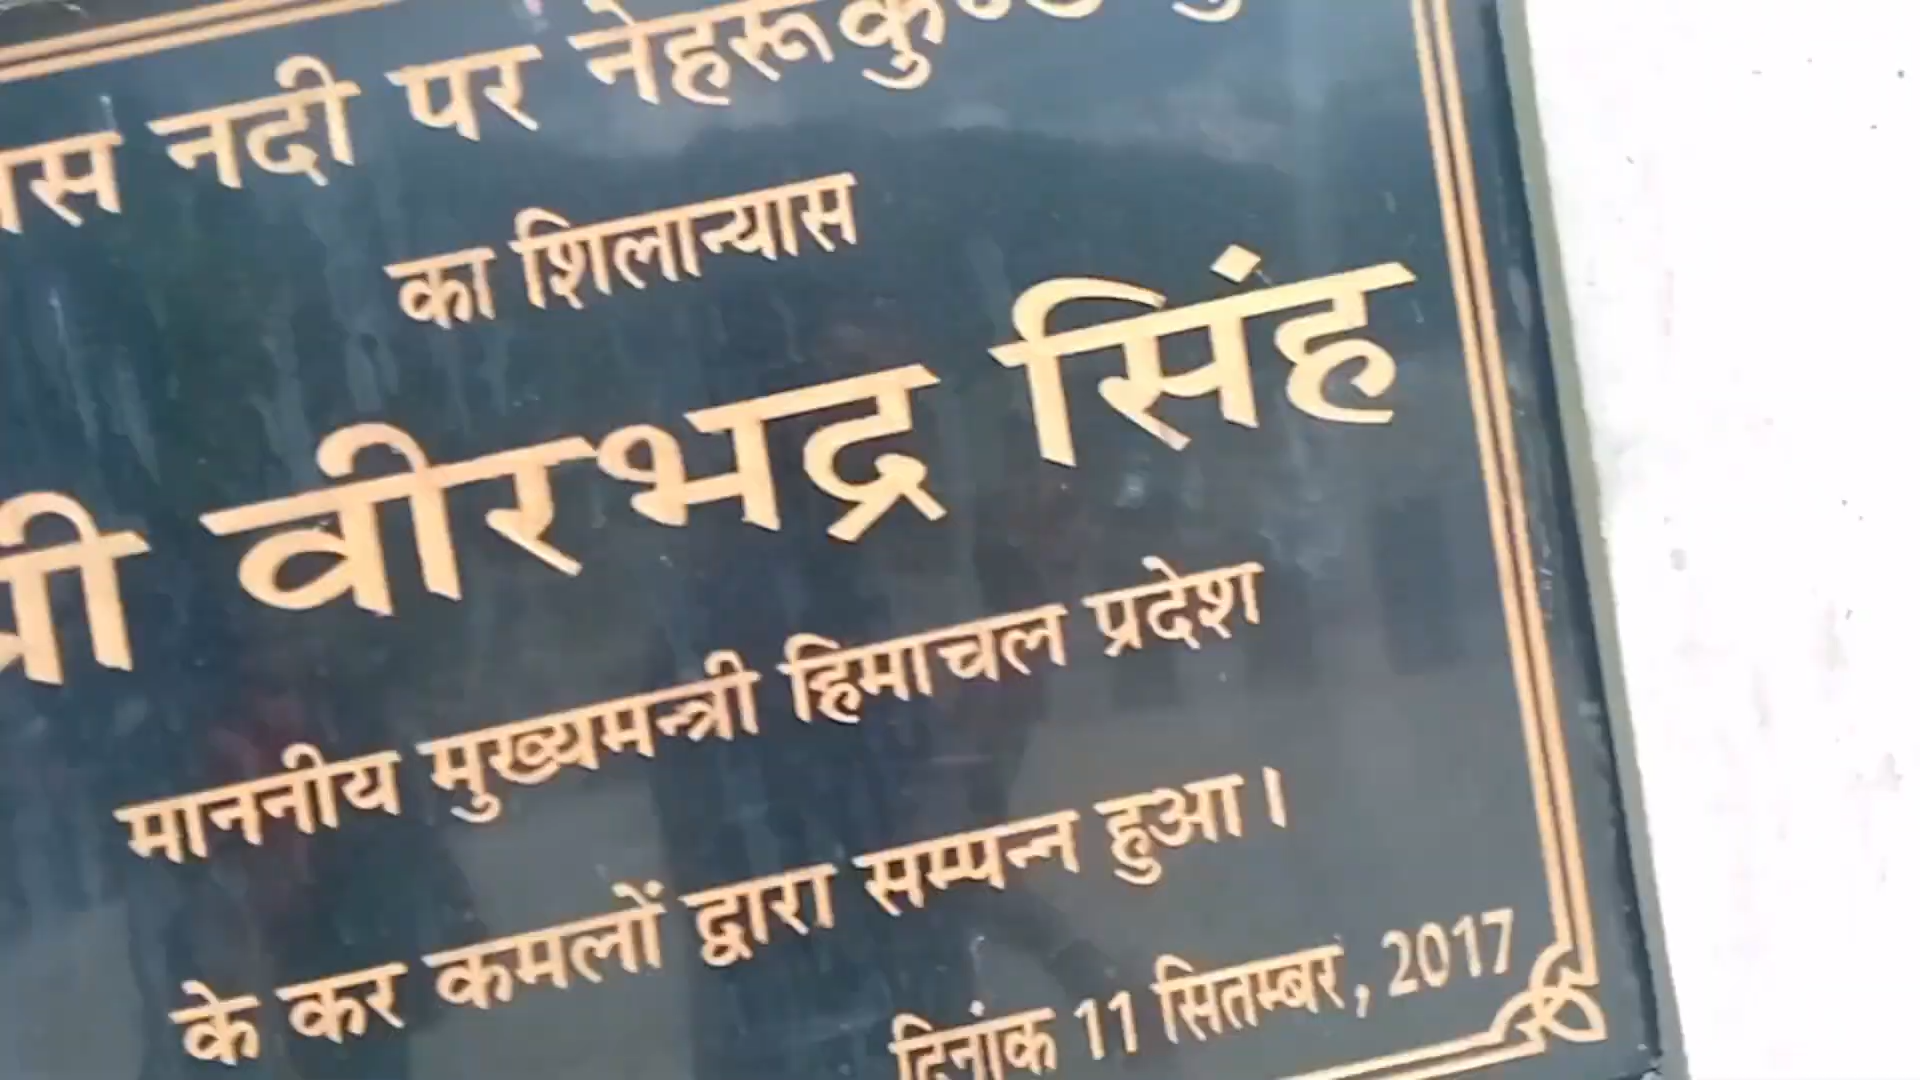 नदी पर नेहरू
का शिलान्यास
वीरभद्र सिंह
माननीय मुख्यमन्त्री हिमाचल प्रदेश
के कर कमलों द्वारा सम्पन्न हुआ।
दिनांक 11 सितम्बर, 2017